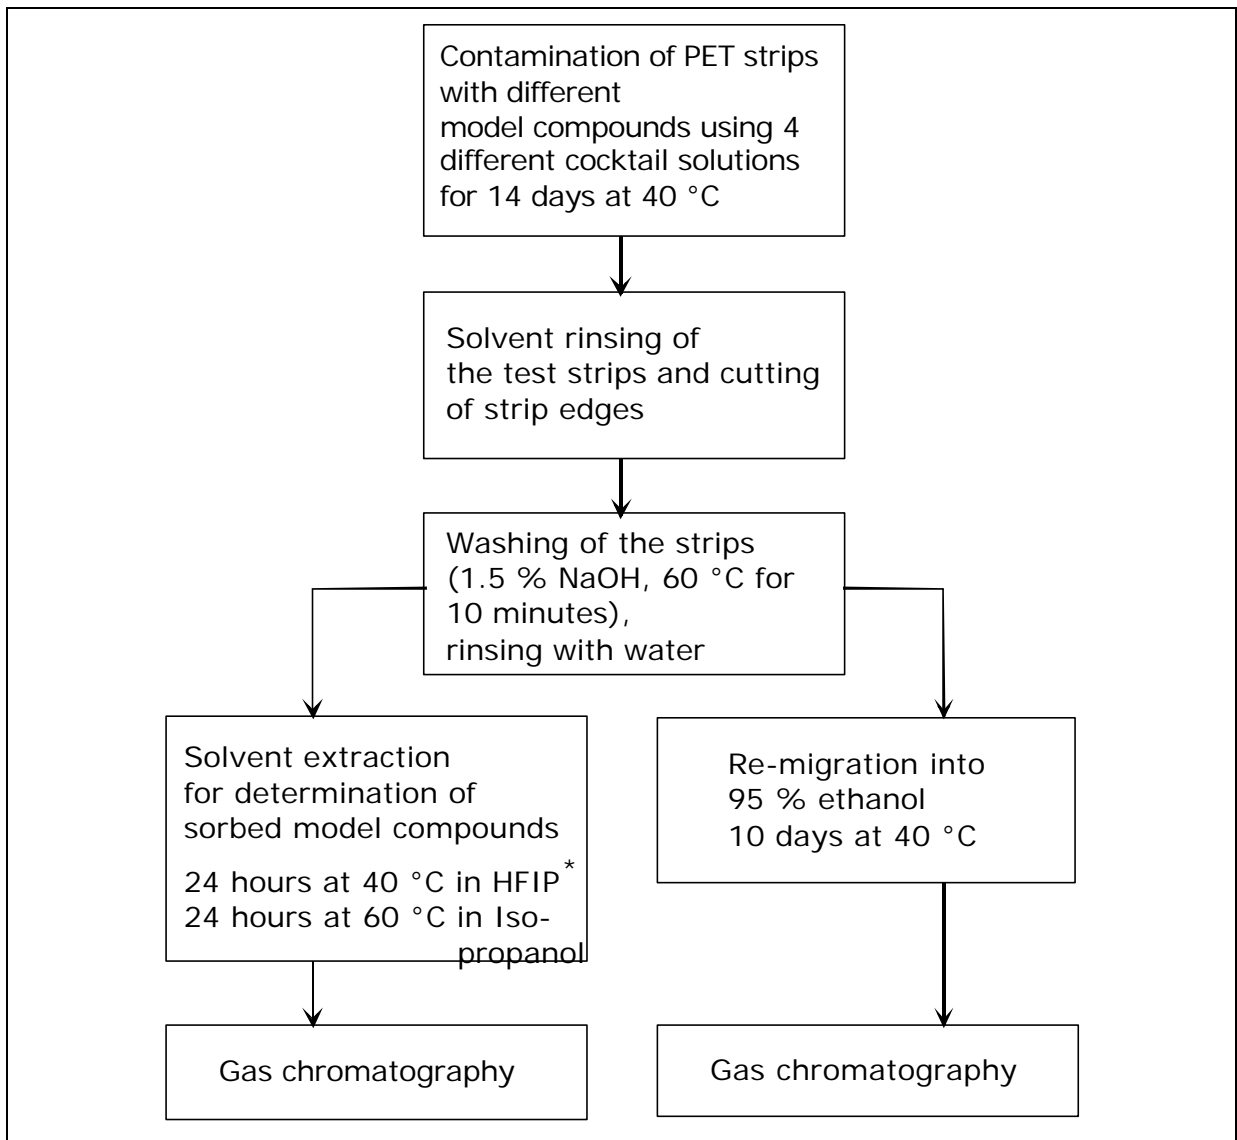 Contamination of PET strips
with different
model compounds using 4
different cocktail solutions
for 14 days at 40 °C
Solvent rinsing of
the test strips and cutting
of strip edges
Washing of the strips
(1.5 % NaOH, 60 °C for
10 minutes),
rinsing with water
Solvent extraction
for determination of
sorbed model compounds
24 hours at 40 °C in HFIP*
24 hours at 60 °C in Iso-
propanol
Re-migration into
95 % ethanol
10 days at 40 °C
Gas chromatography
Gas chromatography